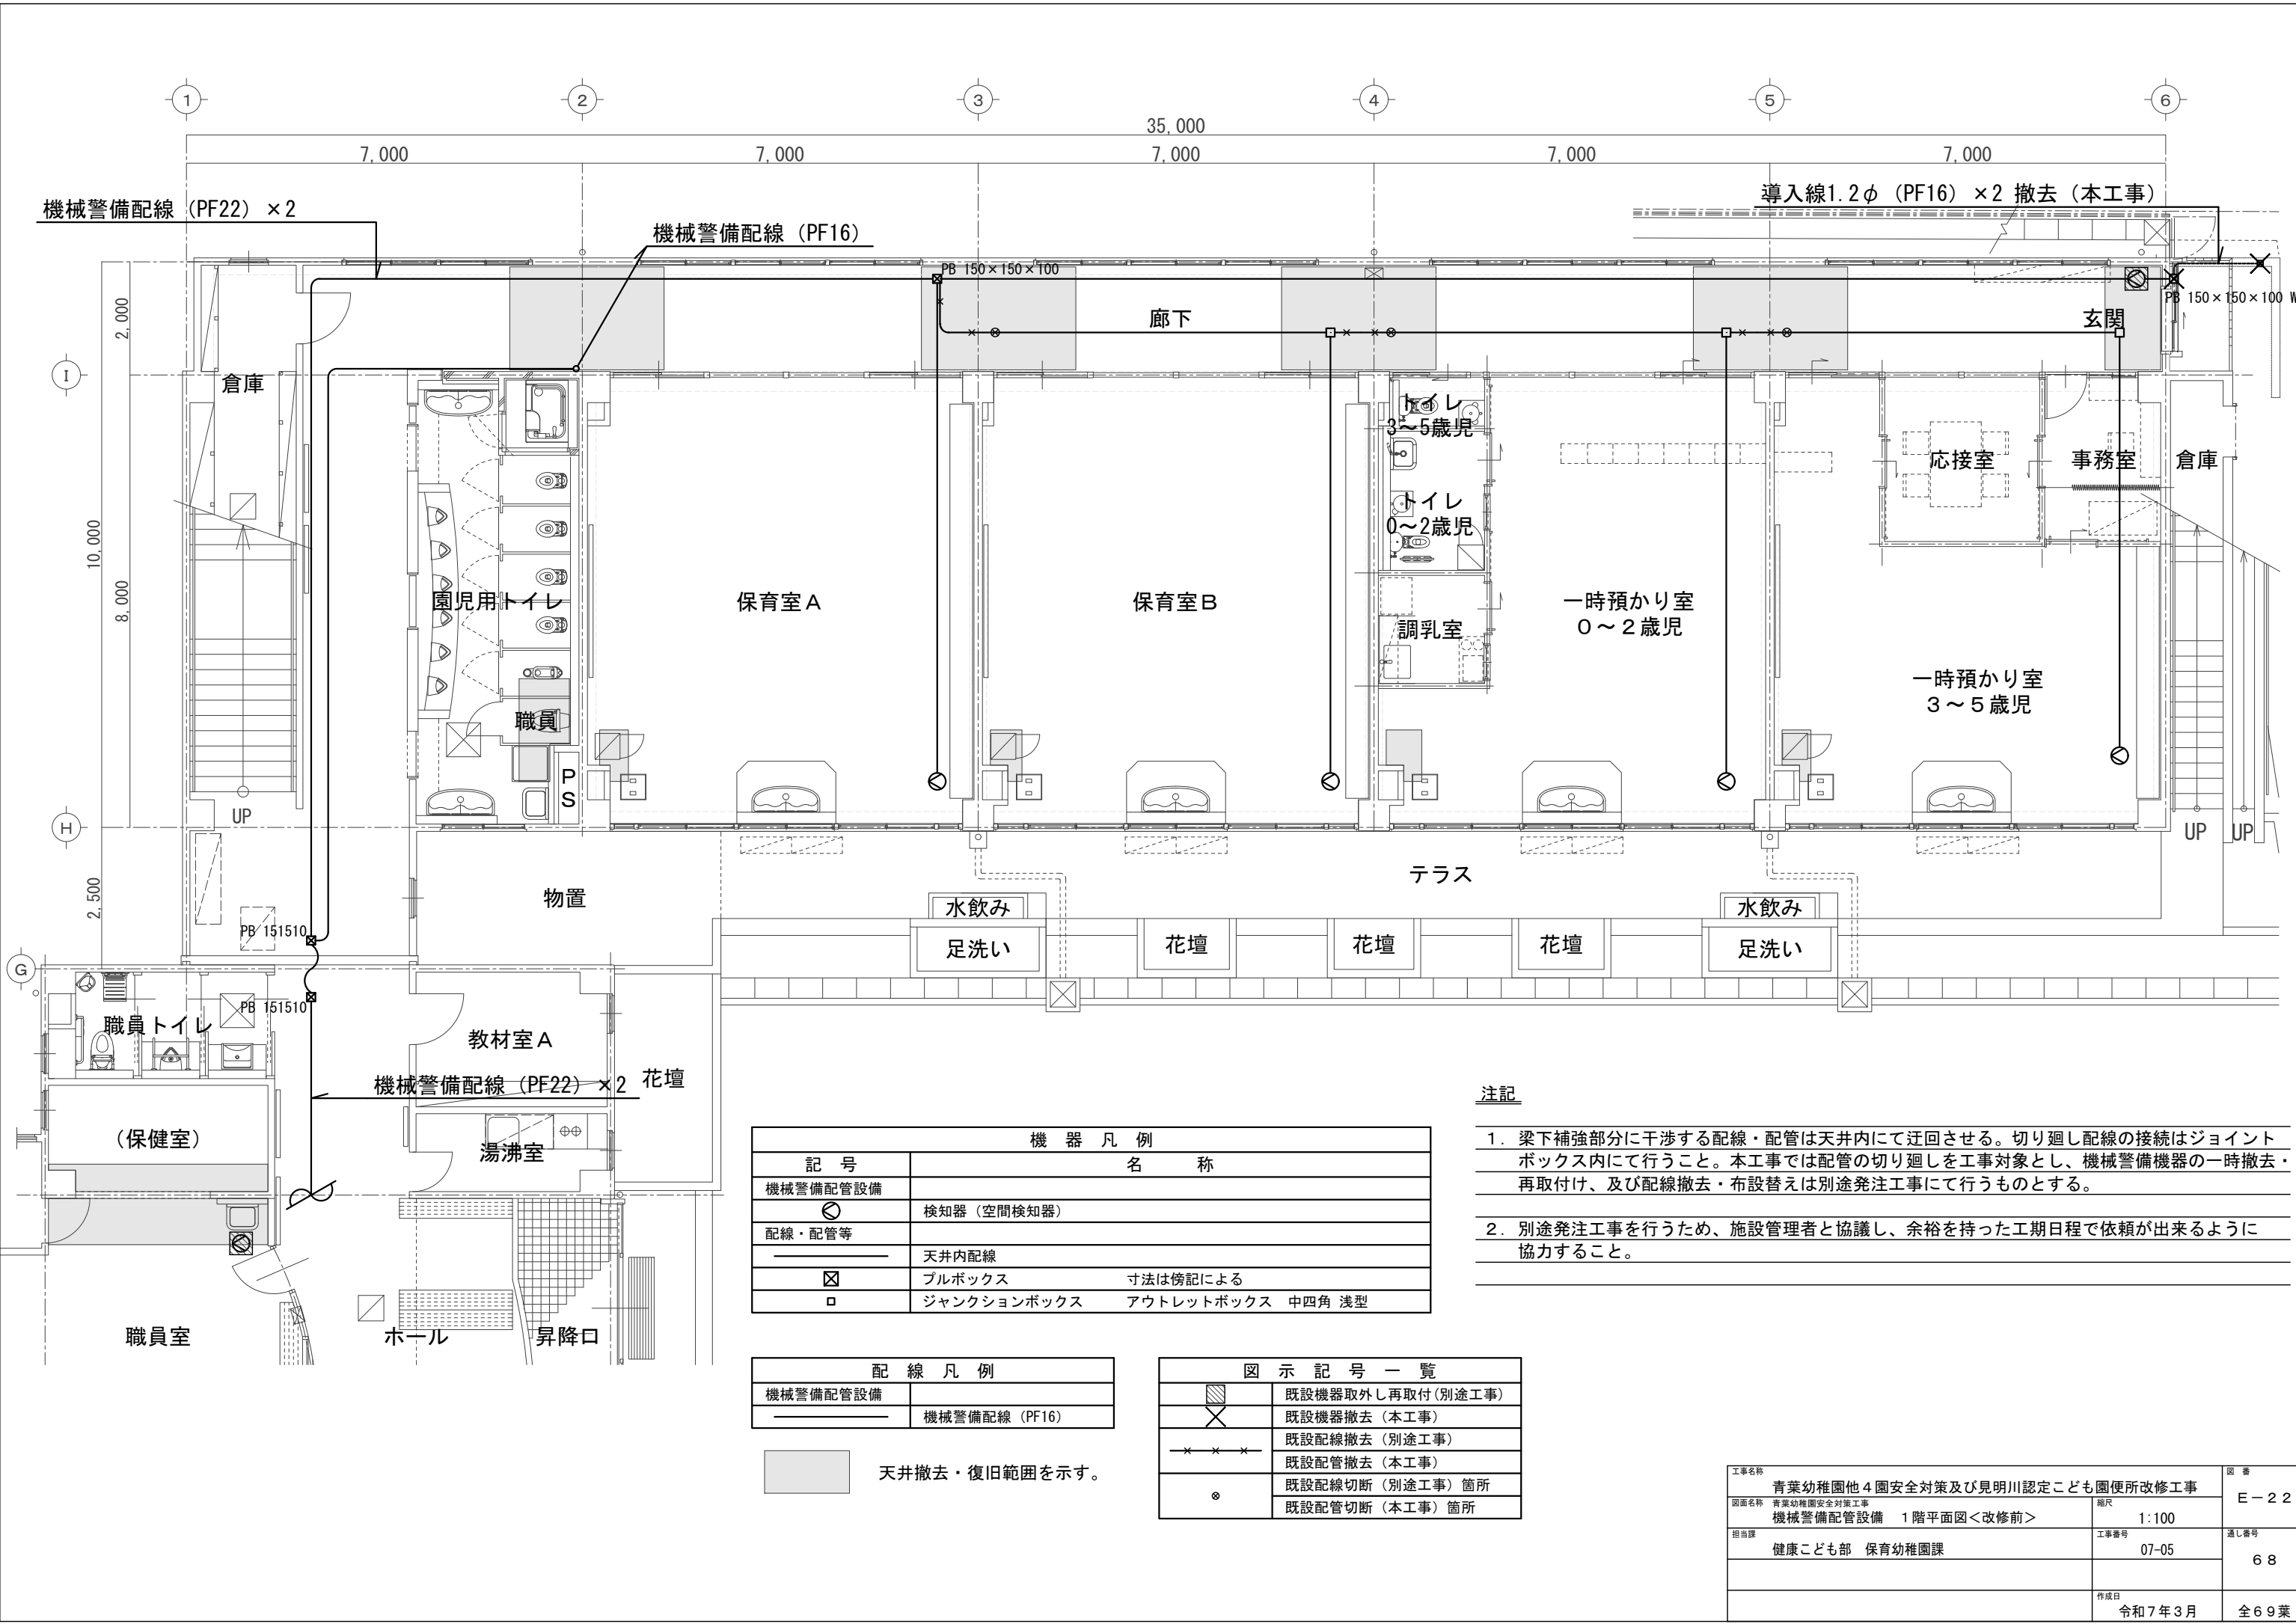 1
2
3
4
5
6
35,000
7,000
7,000
7,000
7,000
7,000
機械警備配線（PF22）×2
機械警備配線（PF16）
導入線1.2φ（PF16）×2 撤去（本工事）
PB 150×150×100
PB 150×150×100 W
2,000
10,000
8,000
2,500
I
H
G
廊下
玄関
倉庫
トイレ
3～5歳児
トイレ
0～2歳児
応接室
事務室
倉庫
園児用トイレ
保育室A
保育室B
調乳室
一時預かり室
０～２歳児
一時預かり室
３～５歳児
職員
PS
UP
UP
UP
テラス
物置
水飲み
足洗い
花壇
花壇
花壇
水飲み
足洗い
PB 151510
PB 151510
職員トイレ
教材室A
機械警備配線（PF22）×2
花壇
（保健室）
湯沸室
職員室
ホール
昇降口
機器凡例
記号 名称
機械警備配管設備
検知器（空間検知器）
配線・配管等
天井内配線
プルボックス 寸法は傍記による
ジャンクションボックス アウトレットボックス 中四角 浅型
配線凡例
機械警備配管設備
機械警備配線（PF16）
天井撤去・復旧範囲を示す。
図示記号一覧
既設機器取外し再取付(別途工事)
既設機器撤去（本工事）
既設配線撤去（別途工事）
既設配管撤去（本工事）
既設配線切断（別途工事）箇所
既設配管切断（本工事）箇所
注記
1. 梁下補強部分に干渉する配線・配管は天井内にて迂回させる。切り廻し配線の接続はジョイント
ボックス内にて行うこと。本工事では配管の切り廻しを工事対象とし、機械警備機器の一時撤去・
再取付け、及び配線撤去・布設替えは別途発注工事にて行うものとする。
2. 別途発注工事を行うため、施設管理者と協議し、余裕を持った工期日程で依頼が出来るように
協力すること。
工事名称
青葉幼稚園他４園安全対策及び見明川認定こども園便所改修工事
図番
E－２２
図面名称
青葉幼稚園安全対策工事
機械警備配管設備 1階平面図＜改修前＞
縮尺
1:100
担当課
健康こども部 保育幼稚園課
工事番号
07-05
通し番号
６８
作成日
令和７年３月
全６９葉